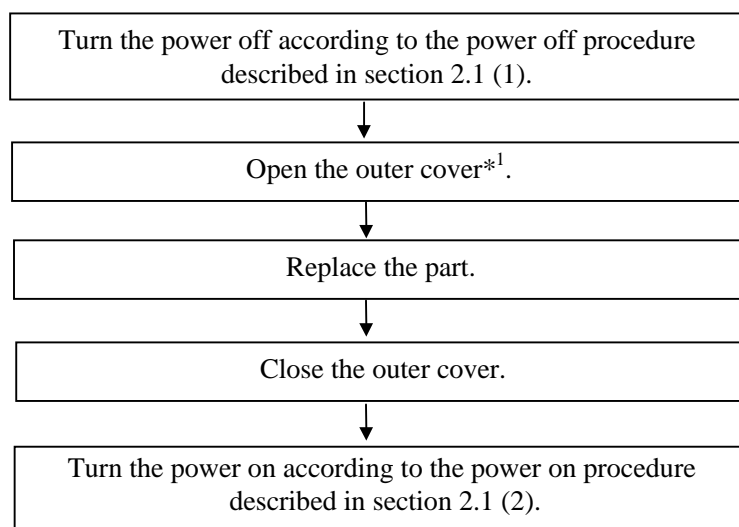 Turn the power off according to the power off procedure
described in section 2.1 (1).
Open the outer cover*1.
Replace the part.
Close the outer cover.
Turn the power on according to the power on procedure
described in section 2.1 (2).